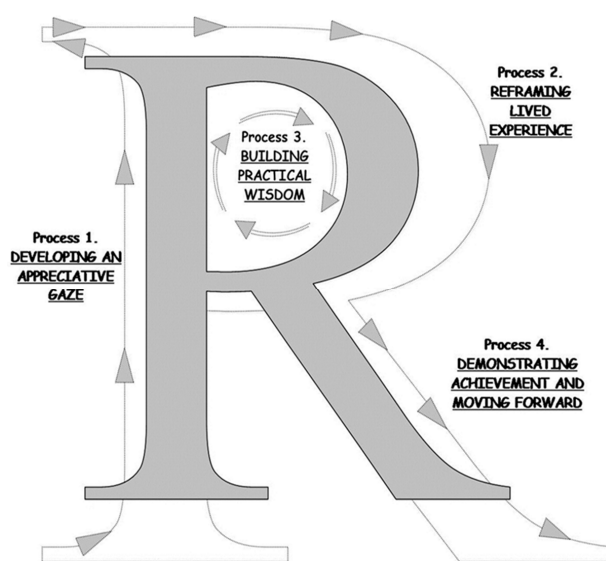 Process 1.
DEVELOPING AN
APPRECIATIVE
GAZE
Process 2.
REFRAMING
LIVED
EXPERIENCE
Process 3.
BUILDING
PRACTICAL
WISDOM
Process 4.
DEMONSTRATING
ACHIEVEMENT AND
MOVING FORWARD
R